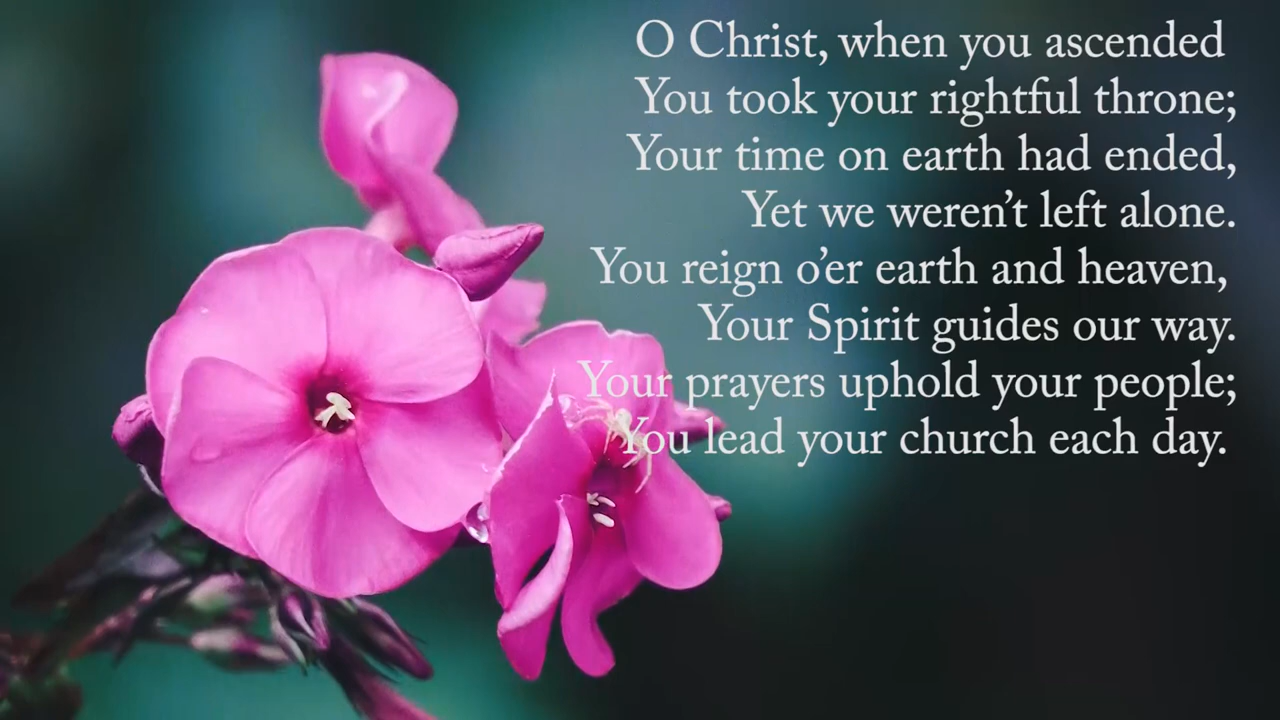 O Christ, when you ascended
You took your rightful throne;
Your time on earth had ended,
Yet we weren’t left alone.
You reign o’er earth and heaven,
Your Spirit guides our way.
Your prayers uphold your people;
You lead your church each day.